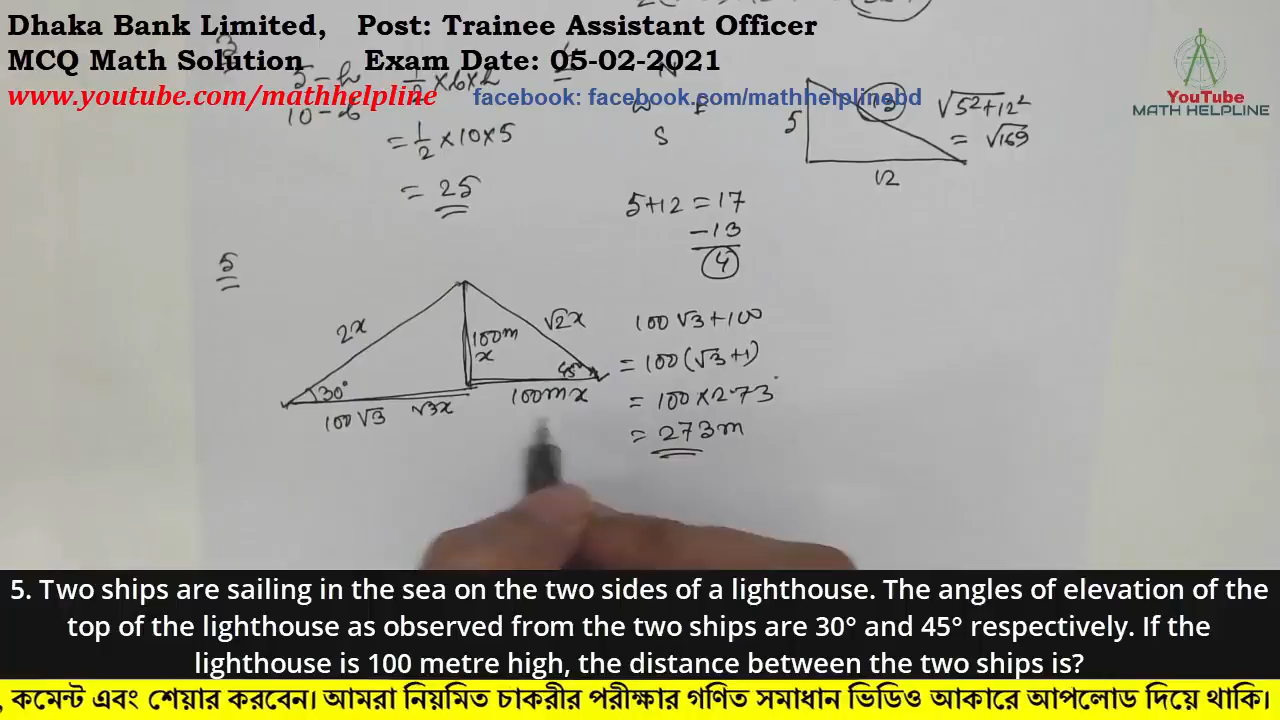 Dhaka Bank Limited, Post: Trainee Assistant Officer
MCQ Math Solution Exam Date: 05-02-2021
www.youtube.com/mathhelpline facebook: facebook.com/mathhelplinebd
YouTube
MATH HELPLINE
3
5 - h
10 - b
= 1/2 × 10 × 5
= 25
4
N
W E
S
5
12
13
√5²+12²
= √169
5+12 = 17
-13
4
5
2x
30°
100√3 √3x
100m
x
√2x
45°
100m x
100√3+100
= 100(√3+1)
= 100×2.73
= 273m
5. Two ships are sailing in the sea on the two sides of a lighthouse. The angles of elevation of the
top of the lighthouse as observed from the two ships are 30° and 45° respectively. If the
lighthouse is 100 metre high, the distance between the two ships is?
কমেন্ট এবং শেয়ার করবেন। আমরা নিয়মিত চাকরীর পরীক্ষার গণিত সমাধান ভিডিও আকারে আপলোড দিয়ে থাকি।